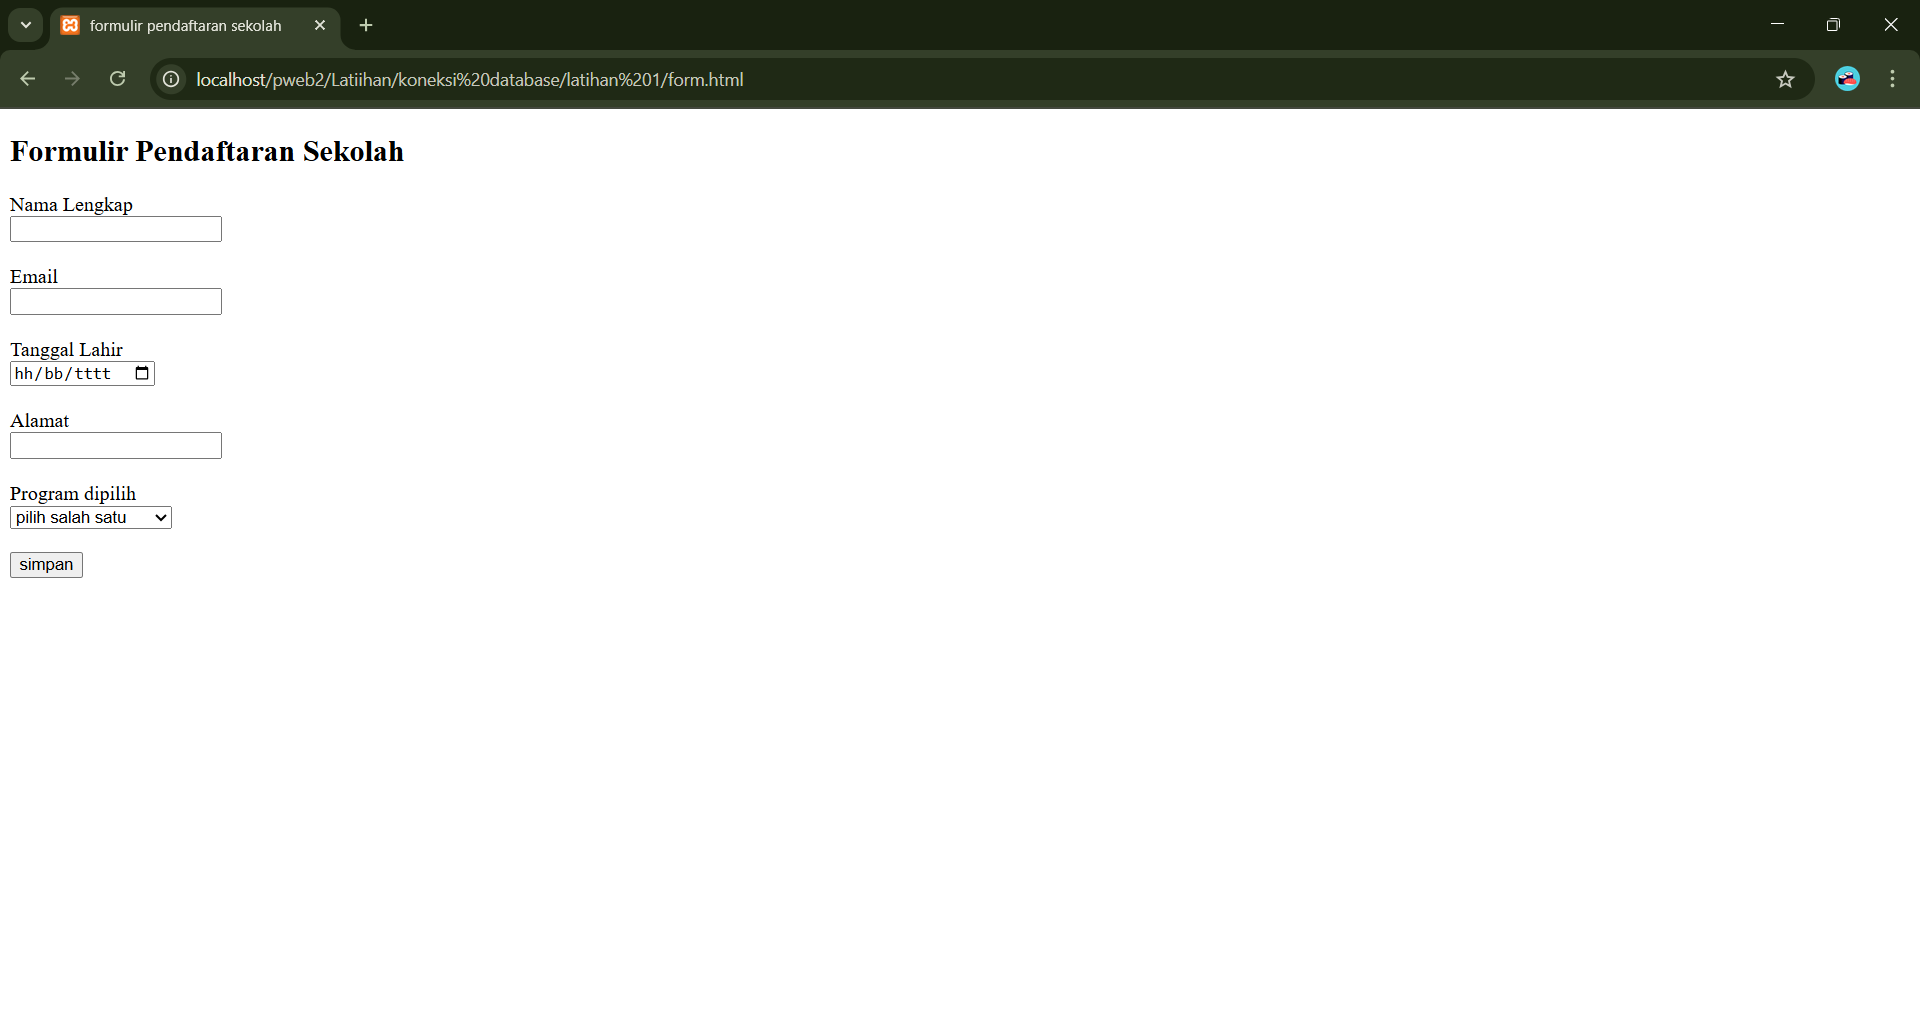 formulir pendaftaran sekolah
localhost/pweb2/Latiihan/koneksi%20database/latihan%201/form.html
Formulir Pendaftaran Sekolah
Nama Lengkap
Email
Tanggal Lahir
hh/bb/tttt
Alamat
Program dipilih
pilih salah satu
simpan